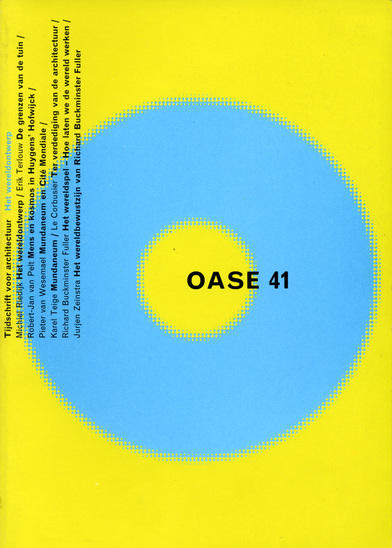 Tijdschrift voor architectuur Het wereldontwerp
Michiel Riedijk Het wereldontwerp / Erik Terlouw De grenzen van de tuin /
Robert-Jan van Pelt Mens en kosmos in Huygens' Hofwijck /
Pieter van Wesemael Mundaneum en Cité Mondiale /
Karel Teige Mundaneum / Le Corbusier Ter verdediging van de architectuur /
Richard Buckminster Fuller Het wereldspel – Hoe laten we de wereld werken /
Jurjen Zeinstra Het wereldbewustzijn van Richard Buckminster Fuller
OASE 41